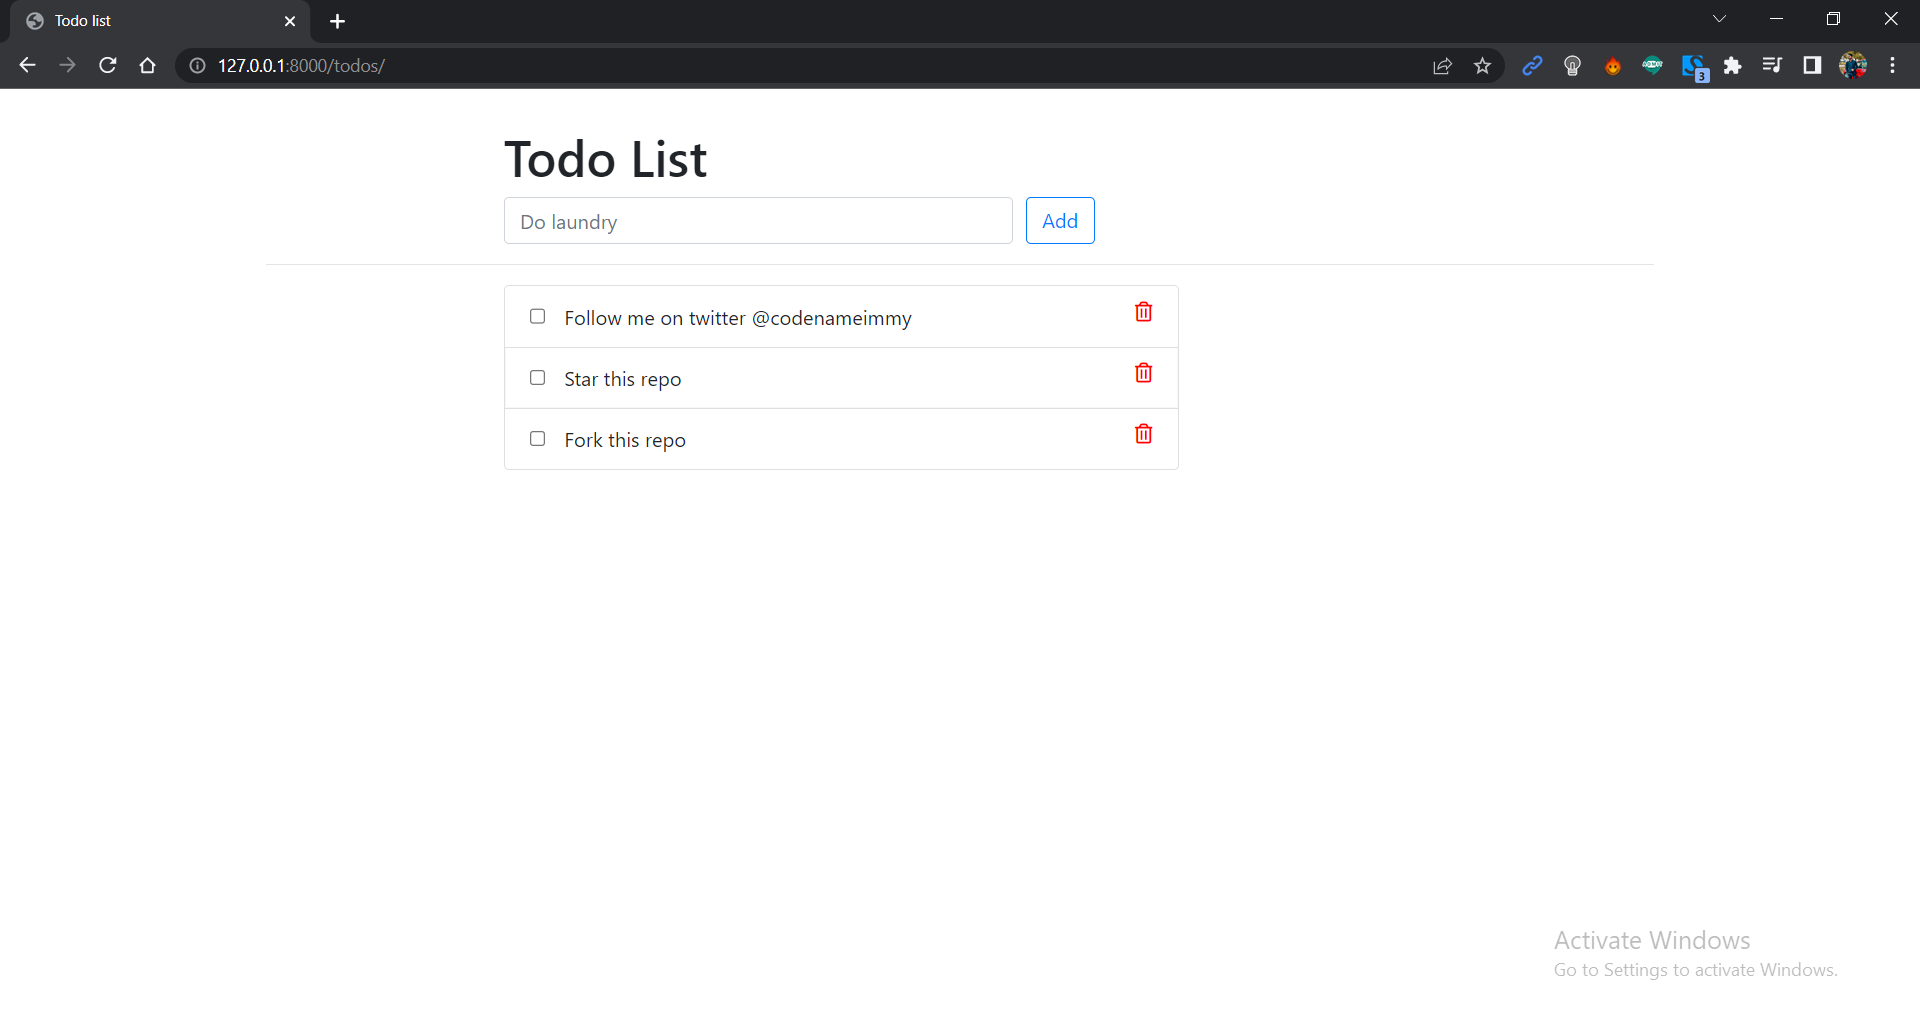 Todo list
127.0.0.1:8000/todos/
3
Todo List
Do laundry
Add
Follow me on twitter @codenameimmy
Star this repo
Fork this repo
Activate Windows
Go to Settings to activate Windows.